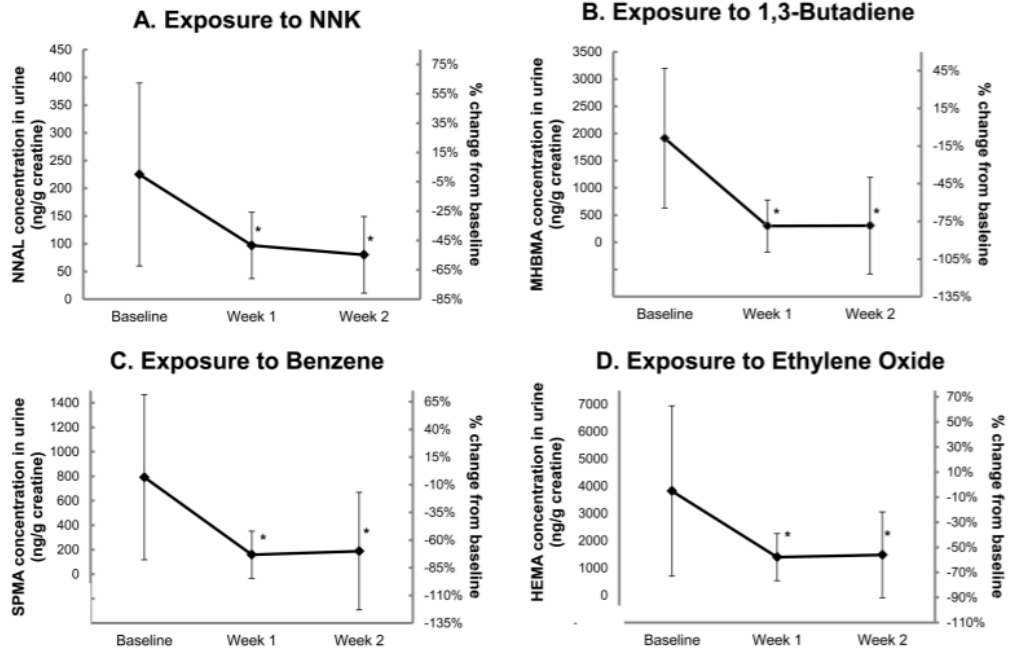 A. Exposure to NNK
NNAL concentration in urine
(ng/g creatine)
450
400
350
300
250
200
150
100
50
0
75%
55%
35%
15%
-5%
-25%
-45%
-65%
-85%
% change from baseline
*
*
Baseline
Week 1
Week 2
B. Exposure to 1,3-Butadiene
MHBMA concentration in urine
(ng/g creatine)
3500
3000
2500
2000
1500
1000
500
0
45%
15%
-15%
-45%
-75%
-105%
-135%
% change from basleine
*
*
Baseline
Week 1
Week 2
C. Exposure to Benzene
SPMA concentration in urine
(ng/g creatine)
1400
1200
1000
800
600
400
200
0
65%
40%
15%
-10%
-35%
-60%
-85%
-110%
-135%
% change from baseline
*
*
Baseline
Week 1
Week 2
D. Exposure to Ethylene Oxide
HEMA concentration in urine
(ng/g creatine)
7000
6000
5000
4000
3000
2000
1000
0
-
70%
50%
30%
10%
-10%
-30%
-50%
-70%
-90%
-110%
% change from baseline
*
*
Baseline
Week 1
Week 2